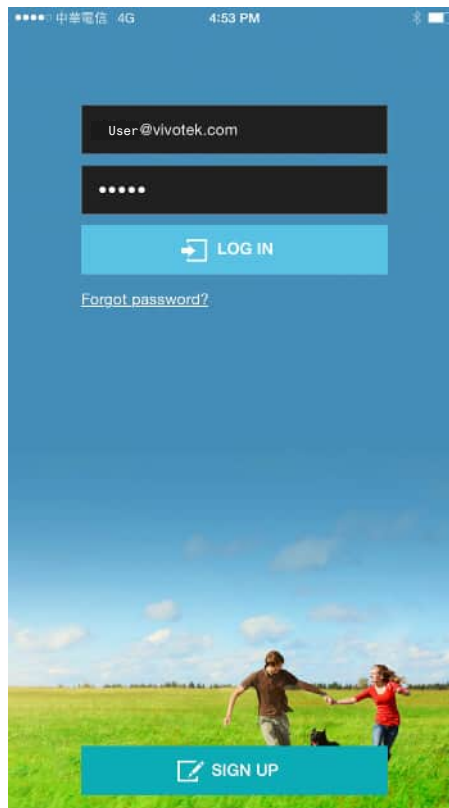 中華電信 4G 4:53 PM
User@vivotek.com
LOG IN
Forgot password?
SIGN UP